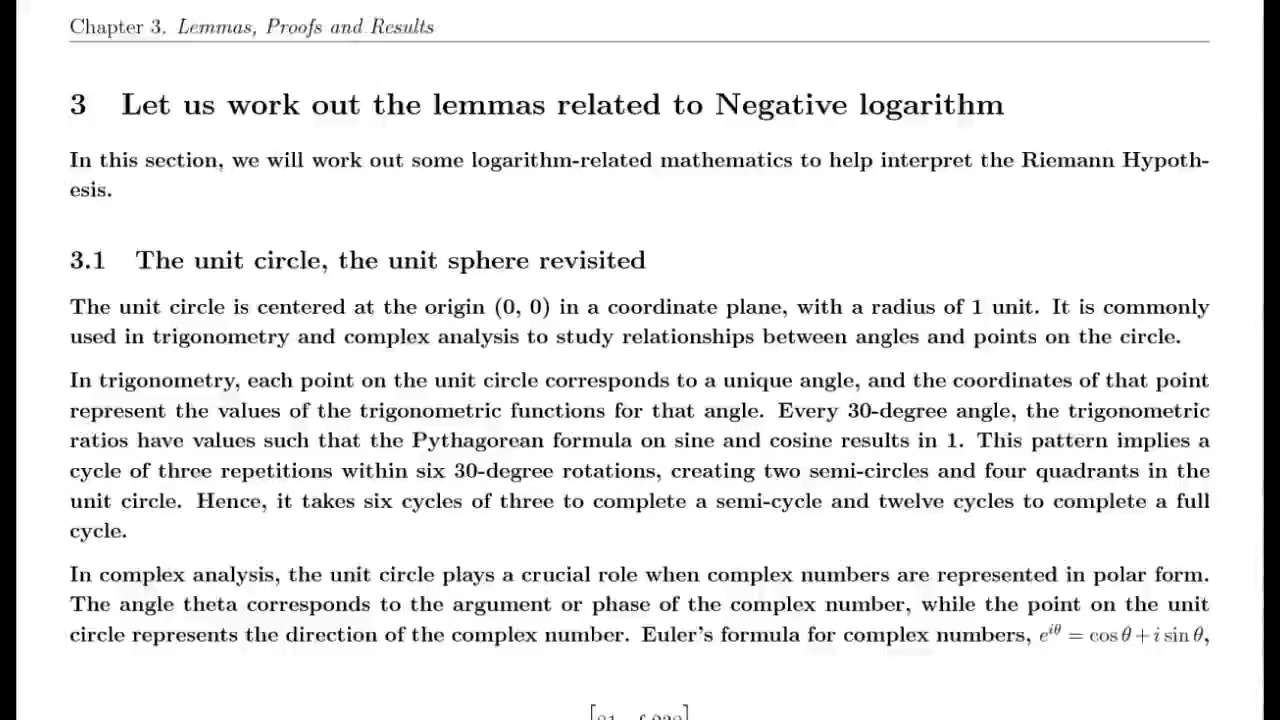 Chapter 3. Lemmas, Proofs and Results
3 Let us work out the lemmas related to Negative logarithm
In this section, we will work out some logarithm-related mathematics to help interpret the Riemann Hypoth-
esis.
3.1 The unit circle, the unit sphere revisited
The unit circle is centered at the origin (0, 0) in a coordinate plane, with a radius of 1 unit. It is commonly
used in trigonometry and complex analysis to study relationships between angles and points on the circle.
In trigonometry, each point on the unit circle corresponds to a unique angle, and the coordinates of that point
represent the values of the trigonometric functions for that angle. Every 30-degree angle, the trigonometric
ratios have values such that the Pythagorean formula on sine and cosine results in 1. This pattern implies a
cycle of three repetitions within six 30-degree rotations, creating two semi-circles and four quadrants in the
unit circle. Hence, it takes six cycles of three to complete a semi-cycle and twelve cycles to complete a full
cycle.
In complex analysis, the unit circle plays a crucial role when complex numbers are represented in polar form.
The angle theta corresponds to the argument or phase of the complex number, while the point on the unit
circle represents the direction of the complex number. Euler's formula for complex numbers, e^{iθ} = cos θ + i sin θ,